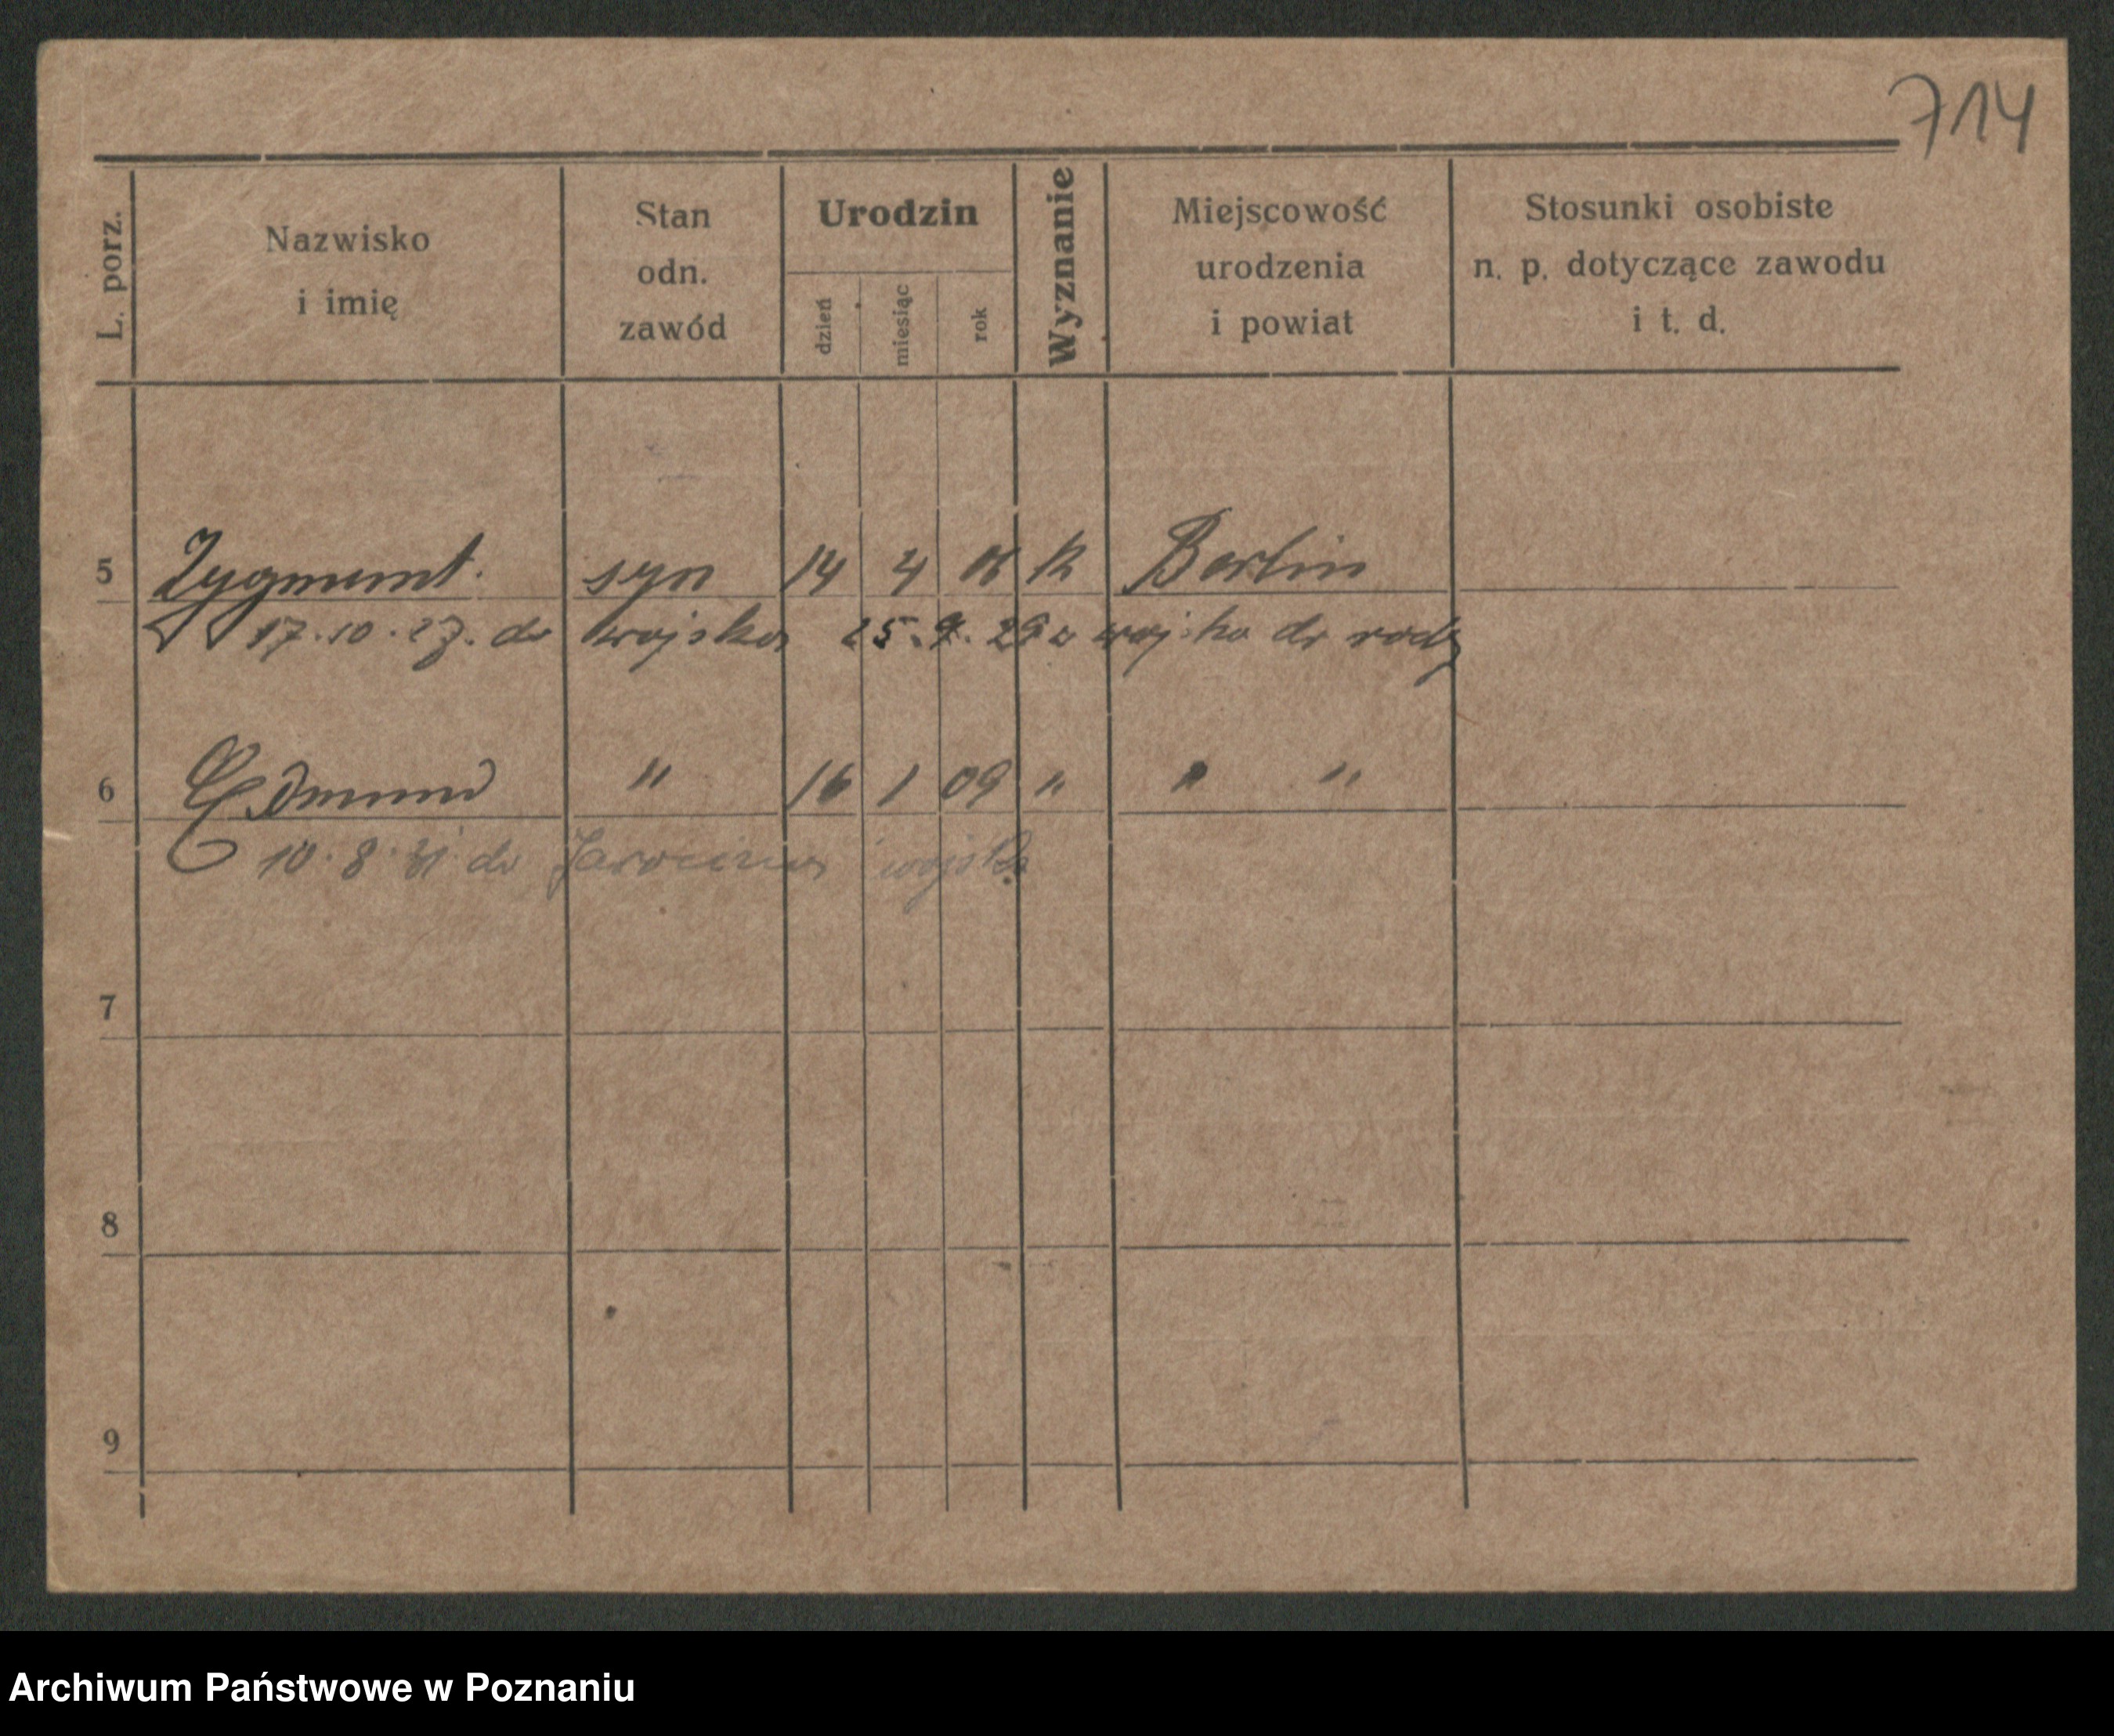 714
L. porz.
Nazwisko
i imię
Stan
odn.
zawód
Urodzin
dzień
miesiąc
rok
Wyznanie
Miejscowość
urodzenia
i powiat
Stosunki osobiste
n. p. dotyczące zawodu
i t. d.
5 Zygmunt. syn 14 4 06 k Berlin
17.10.27. do wojska 25.9.29 z wojska do rodz
6 Edmund " 16 1 09 " " "
10.8.31 do Jarocina wojsko
7
8
9
Archiwum Państwowe w Poznaniu